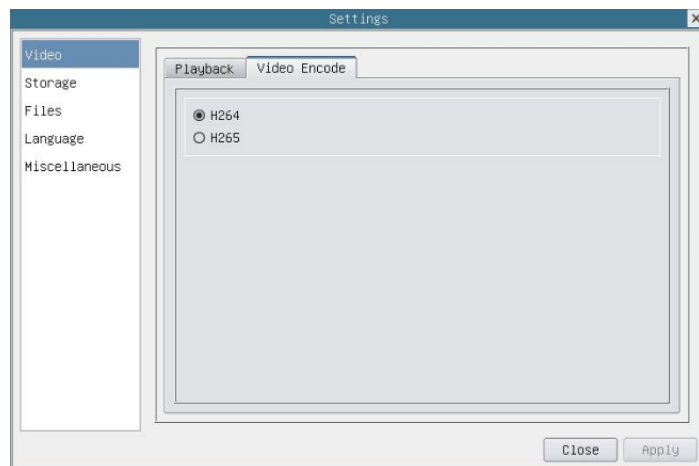 Settings
Video
Storage
Files
Language
Miscellaneous
Playback
Video Encode
H264
H265
Close
Apply